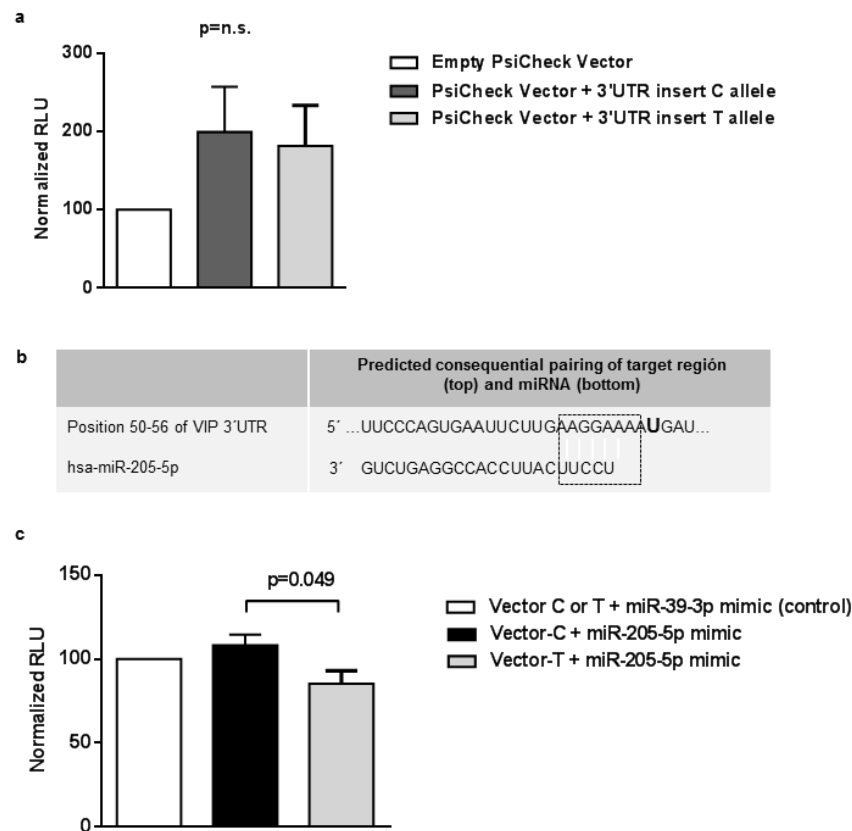 a
p=n.s.
Normalized RLU
300
200
100
0
Empty PsiCheck Vector
PsiCheck Vector + 3'UTR insert C allele
PsiCheck Vector + 3'UTR insert T allele
b
Predicted consequential pairing of target región
(top) and miRNA (bottom)
Position 50-56 of VIP 3´UTR 5´ ...UUCCCAGUGAAUUCUUGAAGGAAAAUGAU...
hsa-miR-205-5p 3´ GUCUGAGGCCACCUUACUUCCU
c
p=0.049
Normalized RLU
150
100
50
0
Vector C or T + miR-39-3p mimic (control)
Vector-C + miR-205-5p mimic
Vector-T + miR-205-5p mimic